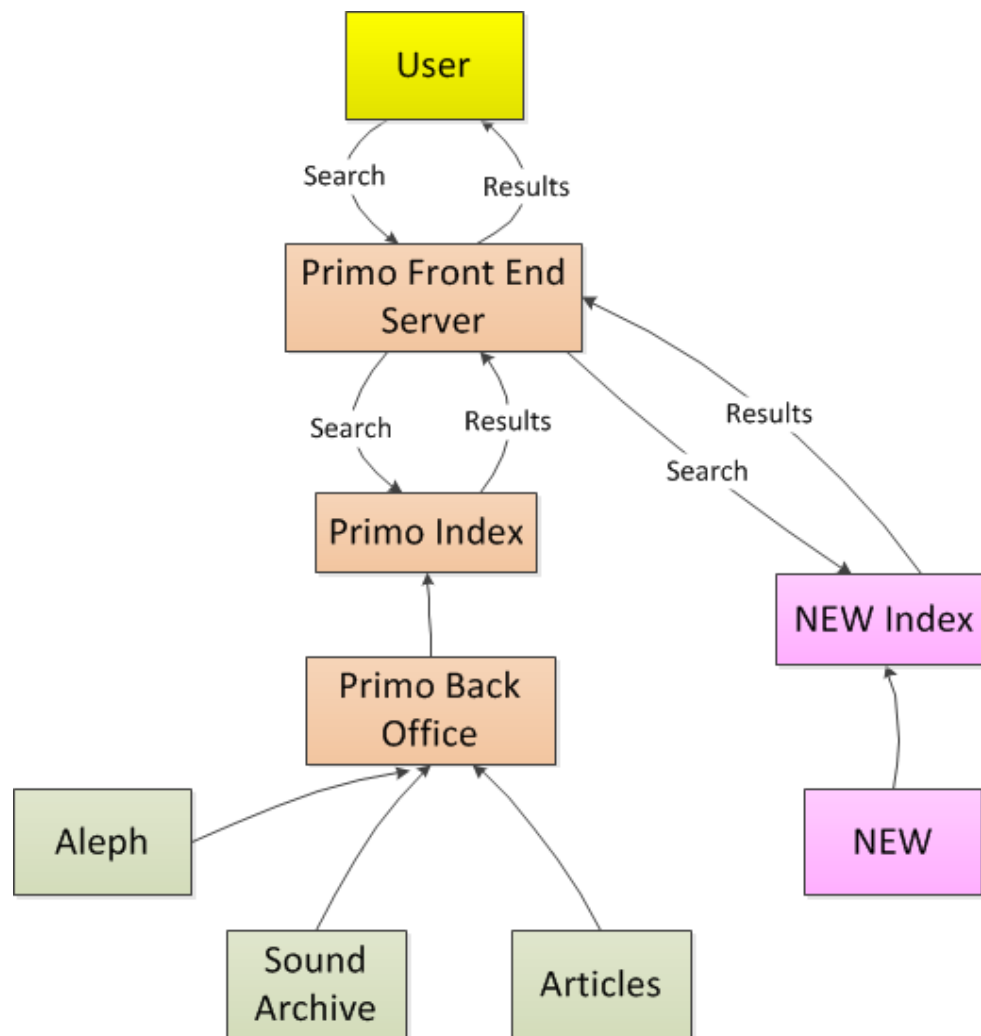 User
Search
Results
Primo Front End
Server
Search
Results
Results
Search
Primo Index
NEW Index
Primo Back
Office
Aleph
NEW
Sound
Archive
Articles